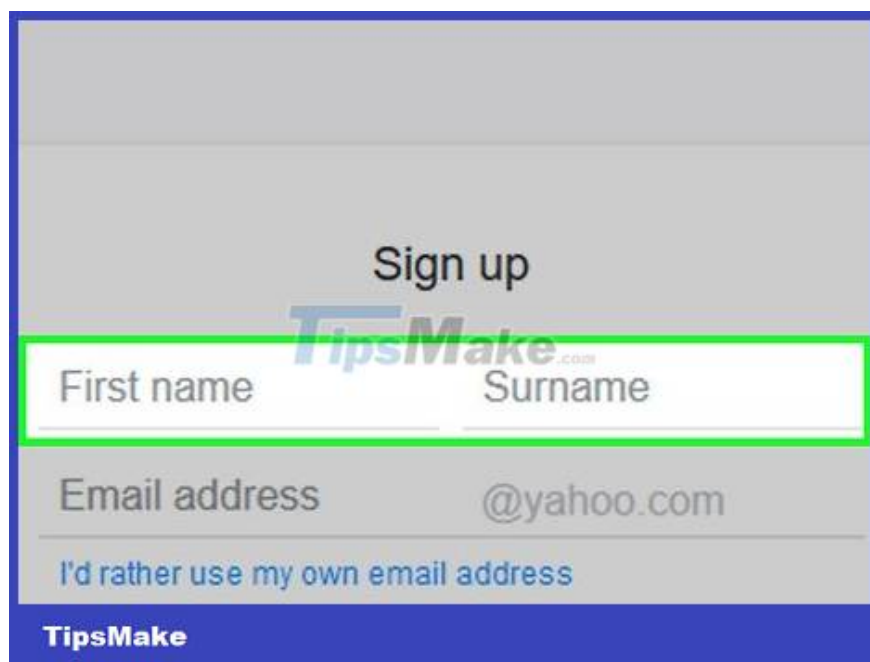 Sign up
TipsMake.com
First name Surname
Email address @yahoo.com
I'd rather use my own email address
TipsMake